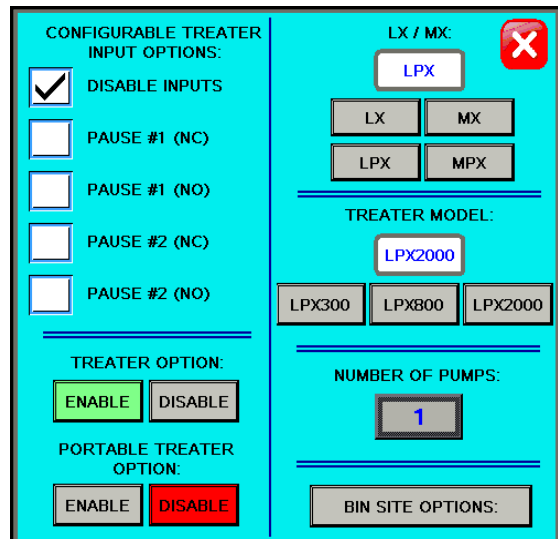 CONFIGURABLE TREATER
INPUT OPTIONS:
DISABLE INPUTS
PAUSE #1 (NC)
PAUSE #1 (NO)
PAUSE #2 (NC)
PAUSE #2 (NO)
TREATER OPTION:
ENABLE DISABLE
PORTABLE TREATER
OPTION:
ENABLE DISABLE
LX / MX:
LPX
LX MX
LPX MPX
TREATER MODEL:
LPX2000
LPX300 LPX800 LPX2000
NUMBER OF PUMPS:
1
BIN SITE OPTIONS: